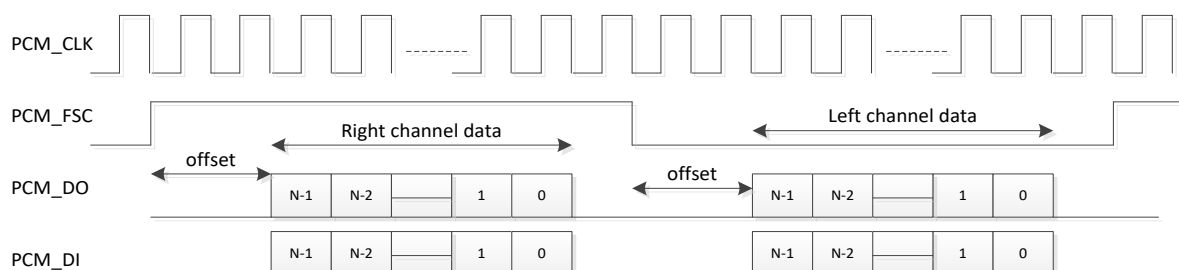 PCM_CLK
PCM_FSC
Right channel data
Left channel data
offset
offset
PCM_DO
N-1 N-2 1 0
N-1 N-2 1 0
PCM_DI
N-1 N-2 1 0
N-1 N-2 1 0